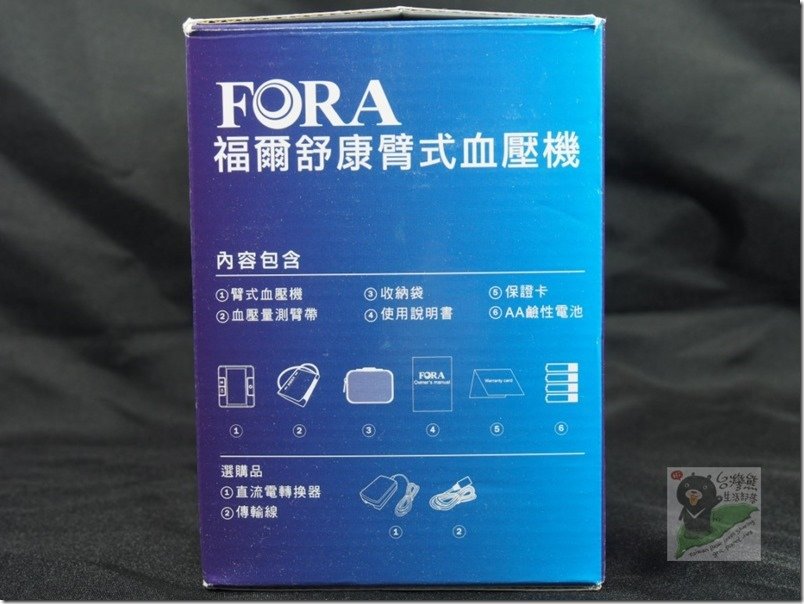 FORA
福爾舒康臂式血壓機
內容包含
①臂式血壓機 ③收納袋 ⑤保證卡
②血壓量測臂帶 ④使用說明書 ⑥AA鹼性電池
FORA
Owner's manual
Warranty card
① ② ③ ④ ⑤ ⑥
選購品
①直流電轉換器
②傳輸線
① ②
台灣熊
生活部落